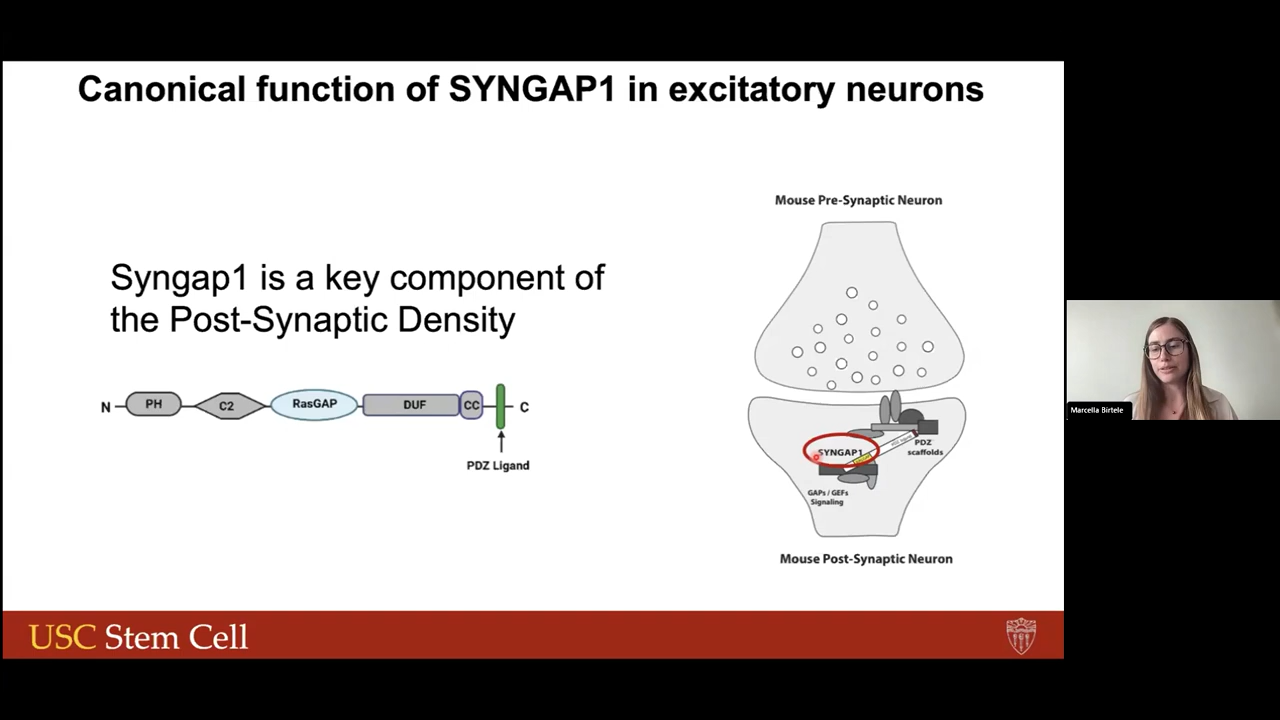 Canonical function of SYNGAP1 in excitatory neurons
Mouse Pre-Synaptic Neuron
Syngap1 is a key component of
the Post-Synaptic Density
N
PH
C2
RasGAP
DUF
CC
C
PDZ Ligand
SYNGAP1
PDZ
scaffolds
GAPs / GEFs
Signaling
Mouse Post-Synaptic Neuron
Marcella Birtele
USC Stem Cell